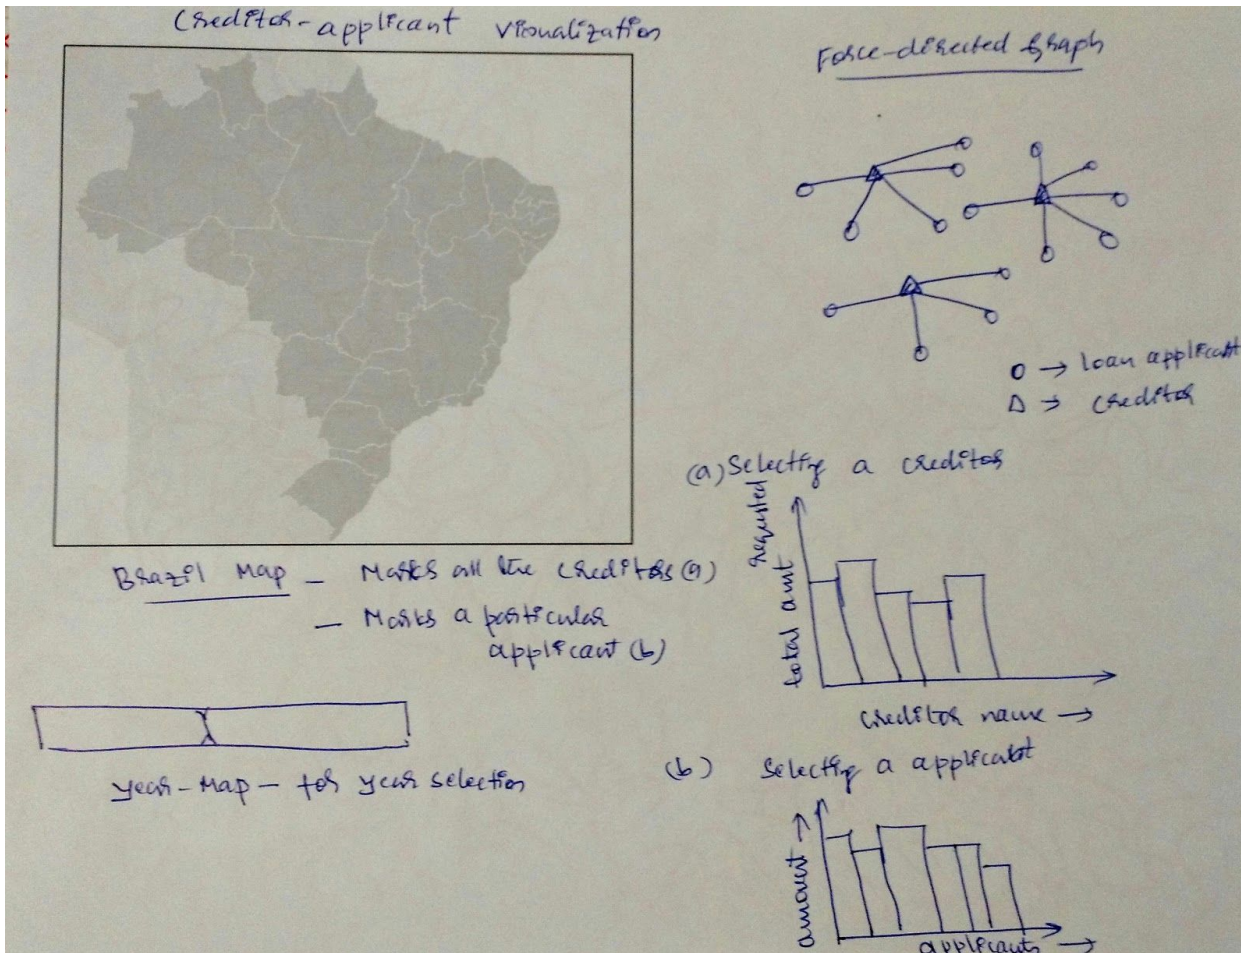 Creditor-applicant visualization
Force-directed graph
O → loan applicant
Δ → creditor
Brazil Map – Marks all the creditors (a)
– Marks a particular
applicant (b)
Year-Map – for year selection
(a) Selecting a creditor
total amt requested
creditor name →
(b) Selecting a applicant
amount →
applicants →